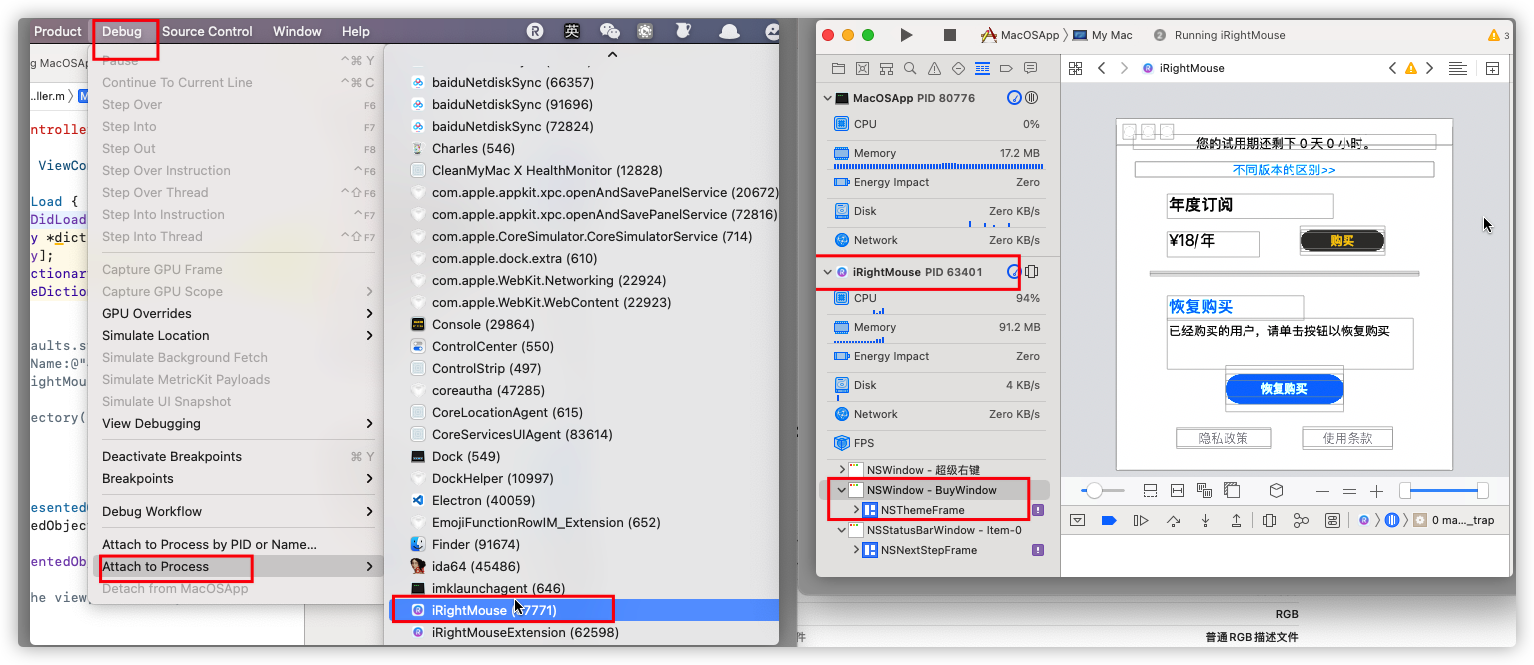 Product Debug Source Control Window Help 英
g MacOSAp
Pause ^⌘ Y
Continue To Current Line ^⌘ C
Step Over F6
Step Into F7
Step Out F8
Step Over Instruction ^F6
Step Over Thread ^⇧F6
Step Into Instruction ^F7
Step Into Thread ^⇧F7
Capture GPU Frame
Capture GPU Scope
GPU Overrides
Simulate Location
Simulate Background Fetch
Simulate MetricKit Payloads
Simulate UI Snapshot
View Debugging
Deactivate Breakpoints ⌘ Y
Breakpoints
Debug Workflow
Attach to Process by PID or Name...
Attach to Process
Detach from MacOSApp
...ller.m
ntrolle
ViewCo
Load {
DidLoad
y *dict
y];
ctionar
eDictio
aults.s
Name:@"
ightMou
ectory(
esented
edObjec
entedOb
he view,
baiduNetdiskSync (66357)
baiduNetdiskSync (91696)
baiduNetdiskSync (72824)
Charles (546)
CleanMyMac X HealthMonitor (12828)
com.apple.appkit.xpc.openAndSavePanelService (20672)
com.apple.appkit.xpc.openAndSavePanelService (72816)
com.apple.CoreSimulator.CoreSimulatorService (714)
com.apple.dock.extra (610)
com.apple.WebKit.Networking (22924)
com.apple.WebKit.WebContent (22923)
Console (29864)
ControlCenter (550)
ControlStrip (497)
coreautha (47285)
CoreLocationAgent (615)
CoreServicesUIAgent (83614)
Dock (549)
DockHelper (10997)
Electron (40059)
EmojiFunctionRowIM_Extension (652)
Finder (91674)
ida64 (45486)
imklaunchagent (646)
iRightMouse ( 7771)
iRightMouseExtension (62598)
MacOSApp My Mac 2 Running iRightMouse 3
iRightMouse
MacOSApp PID 80776
CPU 0%
Memory 17.2 MB
Energy Impact Zero
Disk Zero KB/s
Network Zero KB/s
iRightMouse PID 63401
CPU 94%
Memory 91.2 MB
Energy Impact Zero
Disk 4 KB/s
Network Zero KB/s
FPS
NSWindow - 超级右键
NSWindow - BuyWindow
NSThemeFrame
NSStatusBarWindow - Item-0
NSNextStepFrame
您的试用期还剩下 0 天 0 小时。
不同版本的区别>>
年度订阅
¥18/年
购买
恢复购买
已经购买的用户，请单击按钮以恢复购买
恢复购买
隐私政策
使用条款
0 ma..._trap
RGB
件
普通RGB描述文件